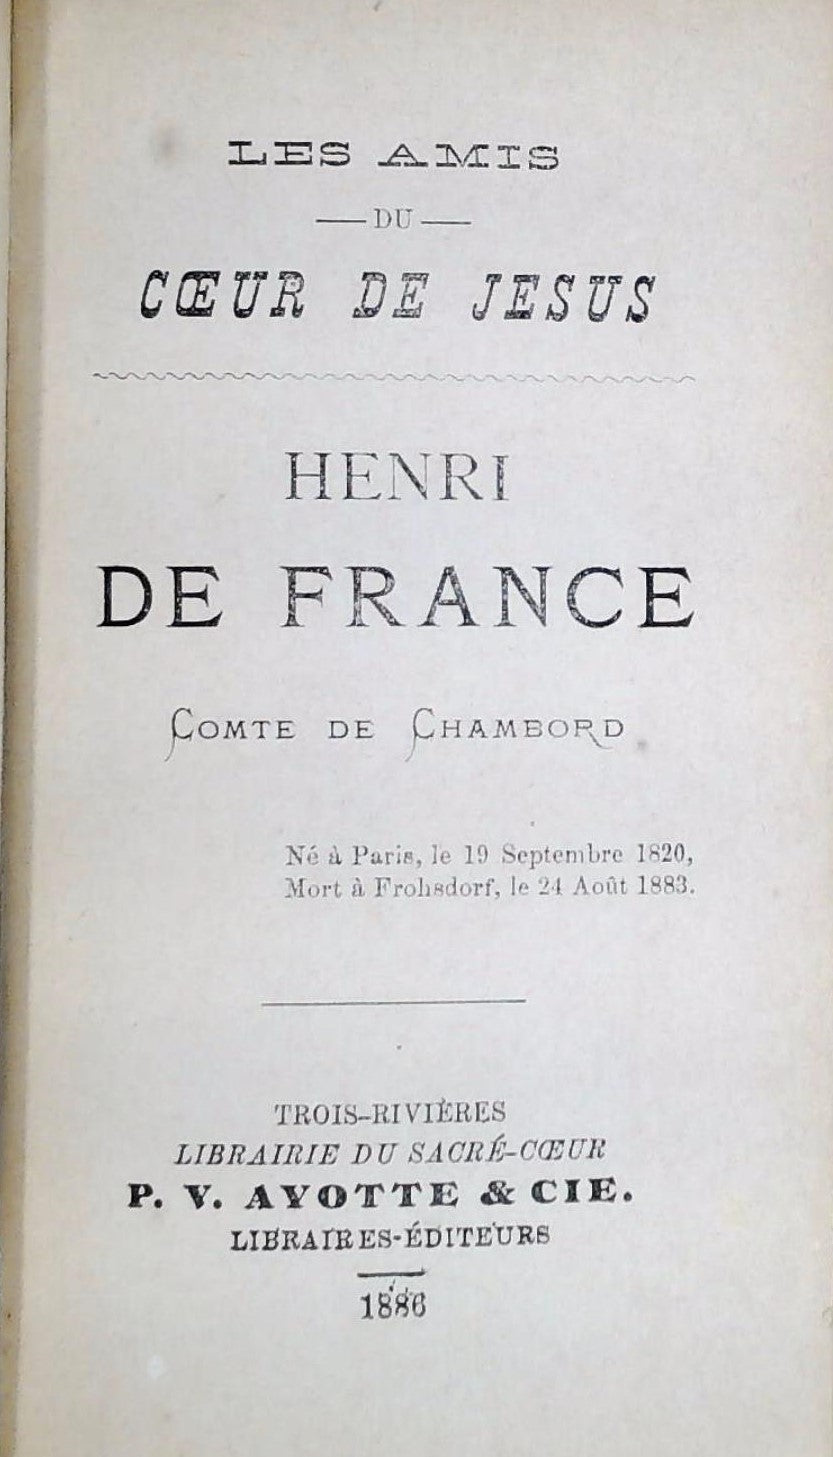 LES AMIS
DU
CŒUR DE JESUS
HENRI
DE FRANCE
COMTE DE CHAMBORD
Né à Paris, le 19 Septembre 1820,
Mort à Frohsdorf, le 24 Août 1883.
TROIS-RIVIÈRES
LIBRAIRIE DU SACRÉ-CŒUR
P. V. AYOTTE & CIE.
LIBRAIRES-ÉDITEURS
1886